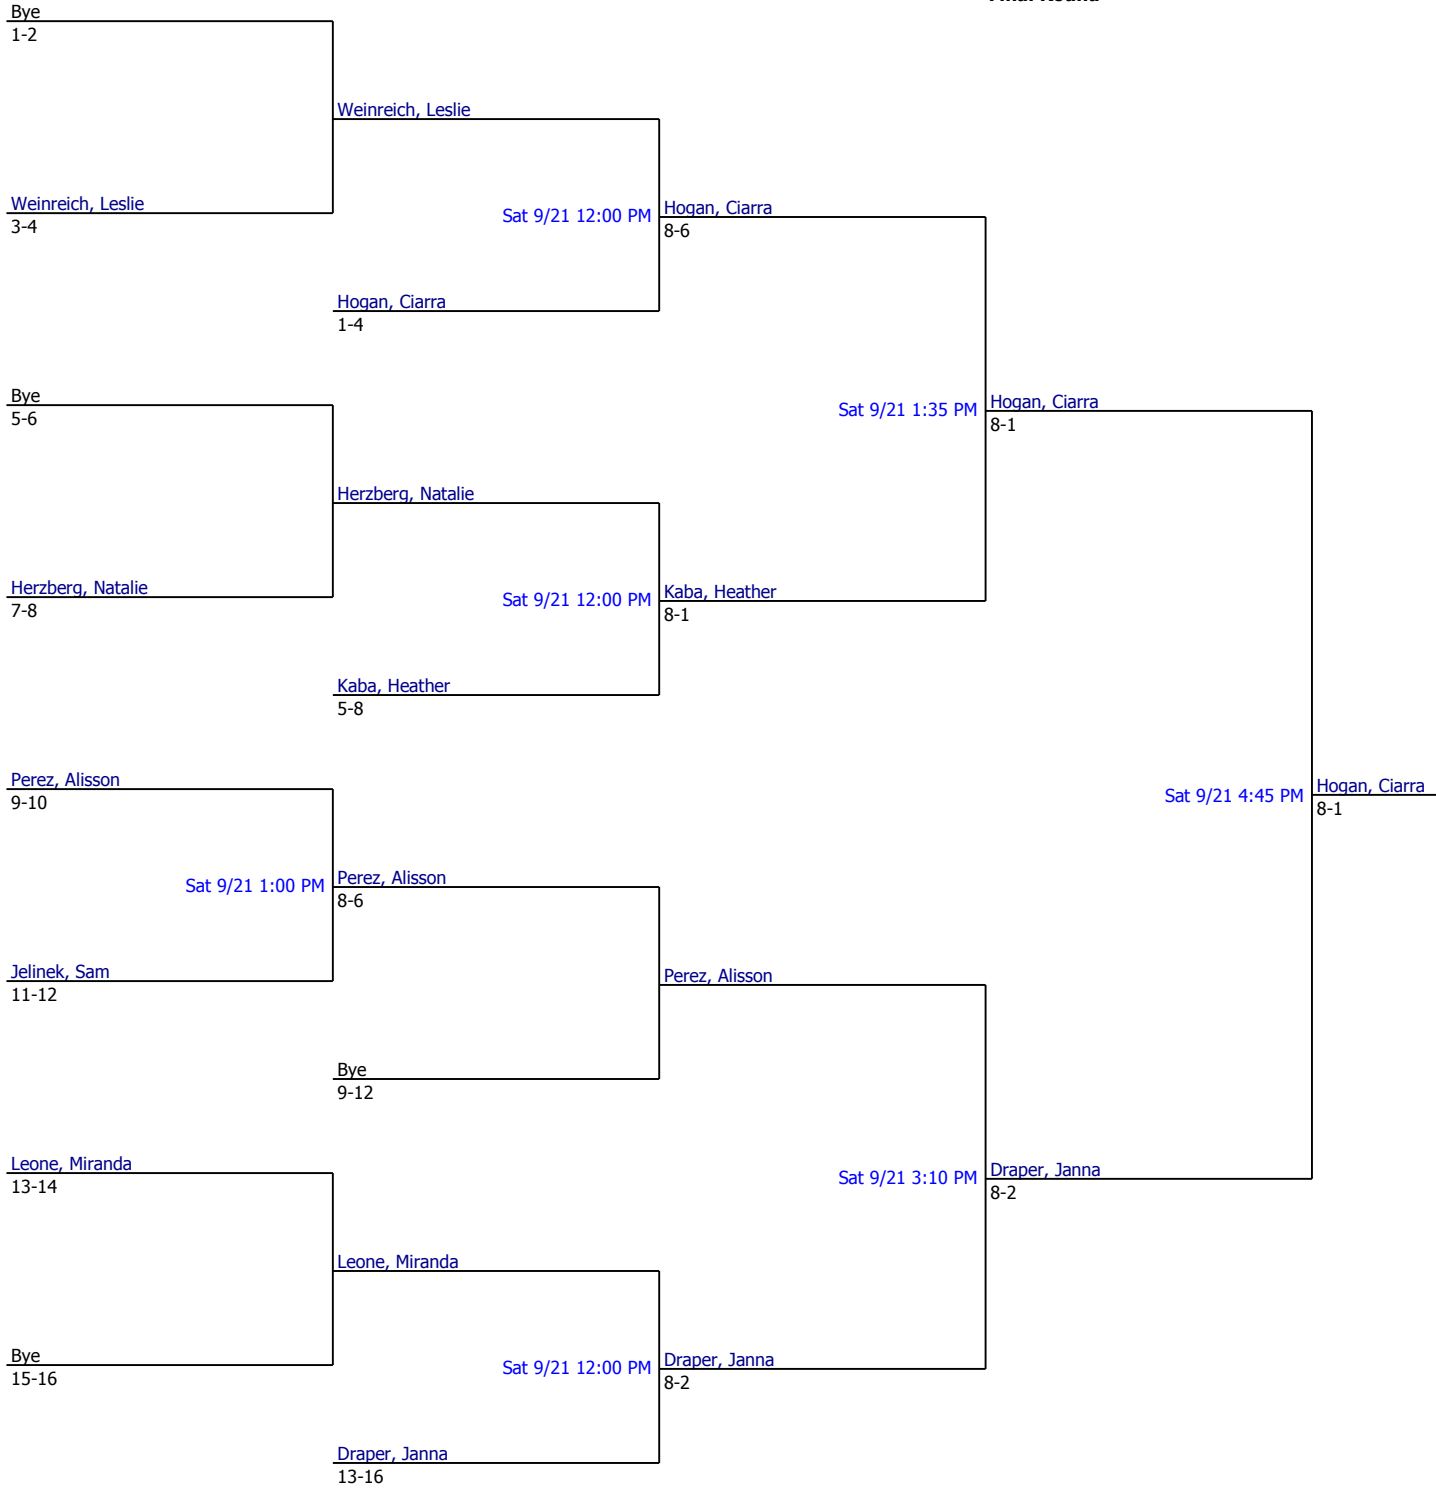 Final Round
Bye
1-2
Weinreich, Leslie
Weinreich, Leslie
3-4
Sat 9/21 12:00 PM
Hogan, Ciarra
8-6
Hogan, Ciarra
1-4
Bye
5-6
Sat 9/21 1:35 PM
Hogan, Ciarra
8-1
Herzberg, Natalie
Herzberg, Natalie
7-8
Sat 9/21 12:00 PM
Kaba, Heather
8-1
Kaba, Heather
5-8
Perez, Alisson
9-10
Sat 9/21 4:45 PM
Hogan, Ciarra
8-1
Sat 9/21 1:00 PM
Perez, Alisson
8-6
Jelinek, Sam
11-12
Perez, Alisson
Bye
9-12
Leone, Miranda
13-14
Sat 9/21 3:10 PM
Draper, Janna
8-2
Leone, Miranda
Bye
15-16
Sat 9/21 12:00 PM
Draper, Janna
8-2
Draper, Janna
13-16